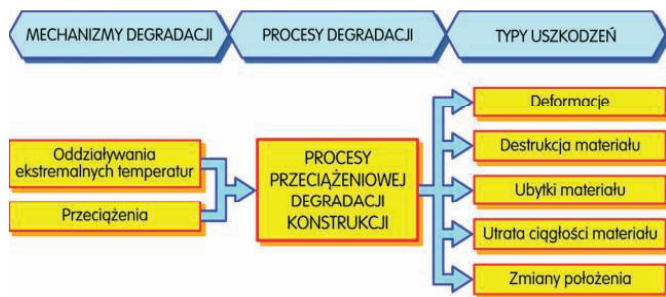 MECHANIZMY DEGRADACJI
PROCESY DEGRADACJI
TYPY USZKODZEŃ
Oddziaływania
ekstremalnych temperatur
Przeciążenia
PROCESY
PRZECIĄŻENIOWEJ
DEGRADACJI
KONSTRUKCJI
Deformacje
Destrukcja materiału
Ubytki materiału
Utrata ciągłości materiału
Zmiany położenia